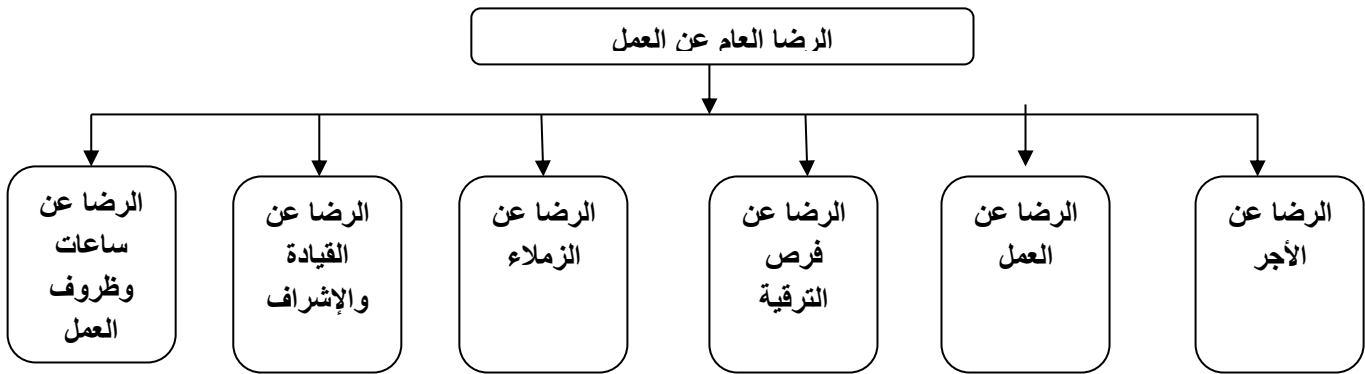 الرضا العام عن العمل
الرضا عن
الأجر
الرضا عن
العمل
الرضا عن
فرص
الترقية
الرضا عن
الزملاء
الرضا عن
القيادة
والإشراف
الرضا عن
ساعات
وظروف
العمل